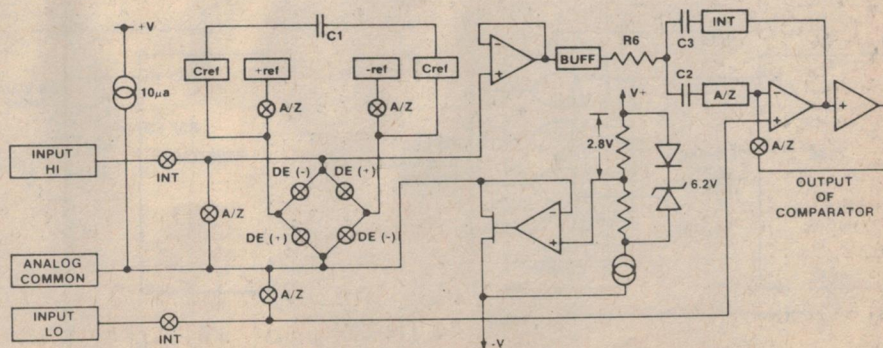 +V
10µa
C1
Cref
+ref
-ref
Cref
A/Z
A/Z
BUFF
R6
C3
INT
C2
A/Z
A/Z
V+
2.8V
6.2V
OUTPUT
OF
COMPARATOR
INPUT
HI
INT
A/Z
DE (-)
DE (+)
DE (+)
DE (-)
ANALOG
COMMON
A/Z
INPUT
LO
INT
-V